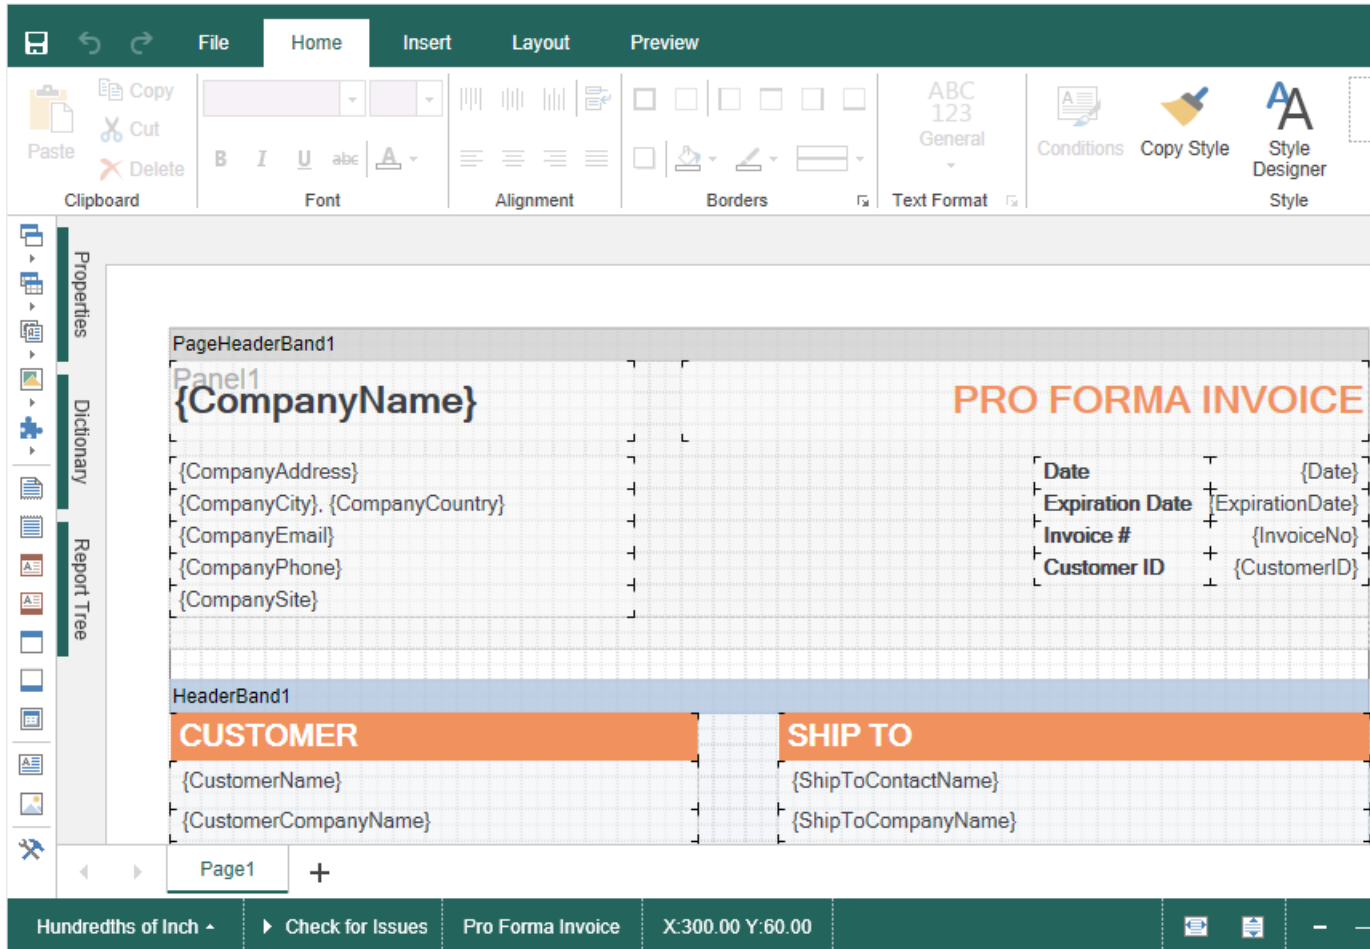 File Home Insert Layout Preview
Paste Copy Cut Delete
B I U abc A
ABC
123
General
Conditions Copy Style Style Designer
Clipboard Font Alignment Borders Text Format Style
Properties
Dictionary
Report Tree
PageHeaderBand1
Panel1
{CompanyName} PRO FORMA INVOICE
{CompanyAddress} Date {Date}
{CompanyCity}, {CompanyCountry} Expiration Date {ExpirationDate}
{CompanyEmail} Invoice # {InvoiceNo}
{CompanyPhone} Customer ID {CustomerID}
{CompanySite}
HeaderBand1
CUSTOMER SHIP TO
{CustomerName} {ShipToContactName}
{CustomerCompanyName} {ShipToCompanyName}
Page1 +
Hundredths of Inch Check for Issues Pro Forma Invoice X:300.00 Y:60.00